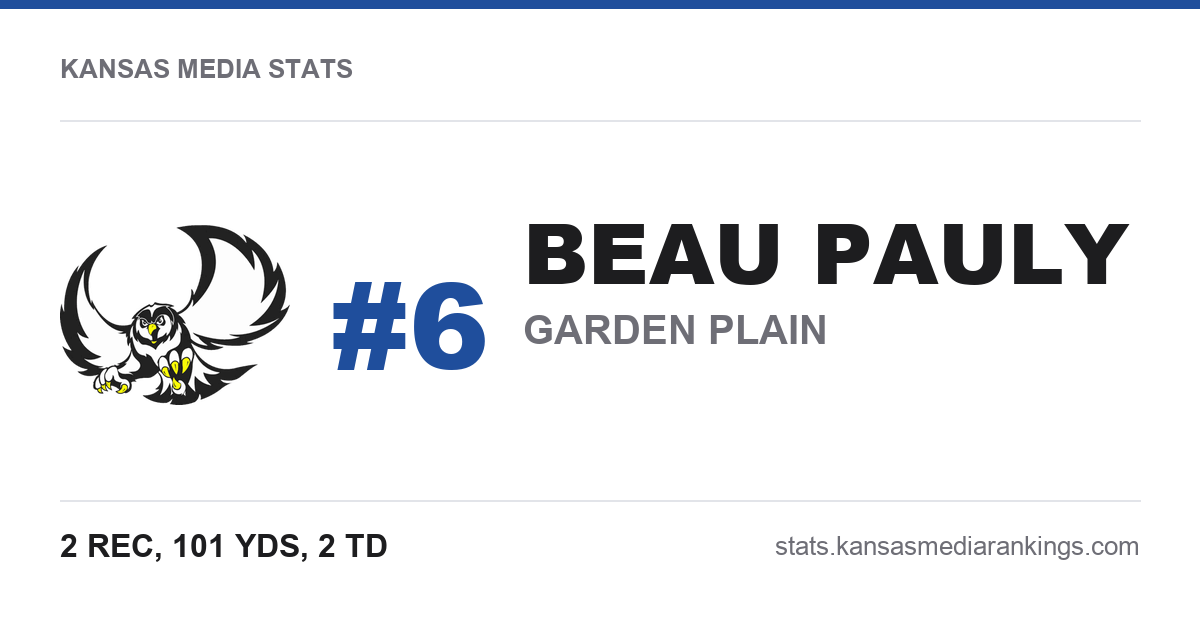 KANSAS MEDIA STATS
#6
BEAU PAULY
GARDEN PLAIN
2 REC, 101 YDS, 2 TD
stats.kansasmediarankings.com